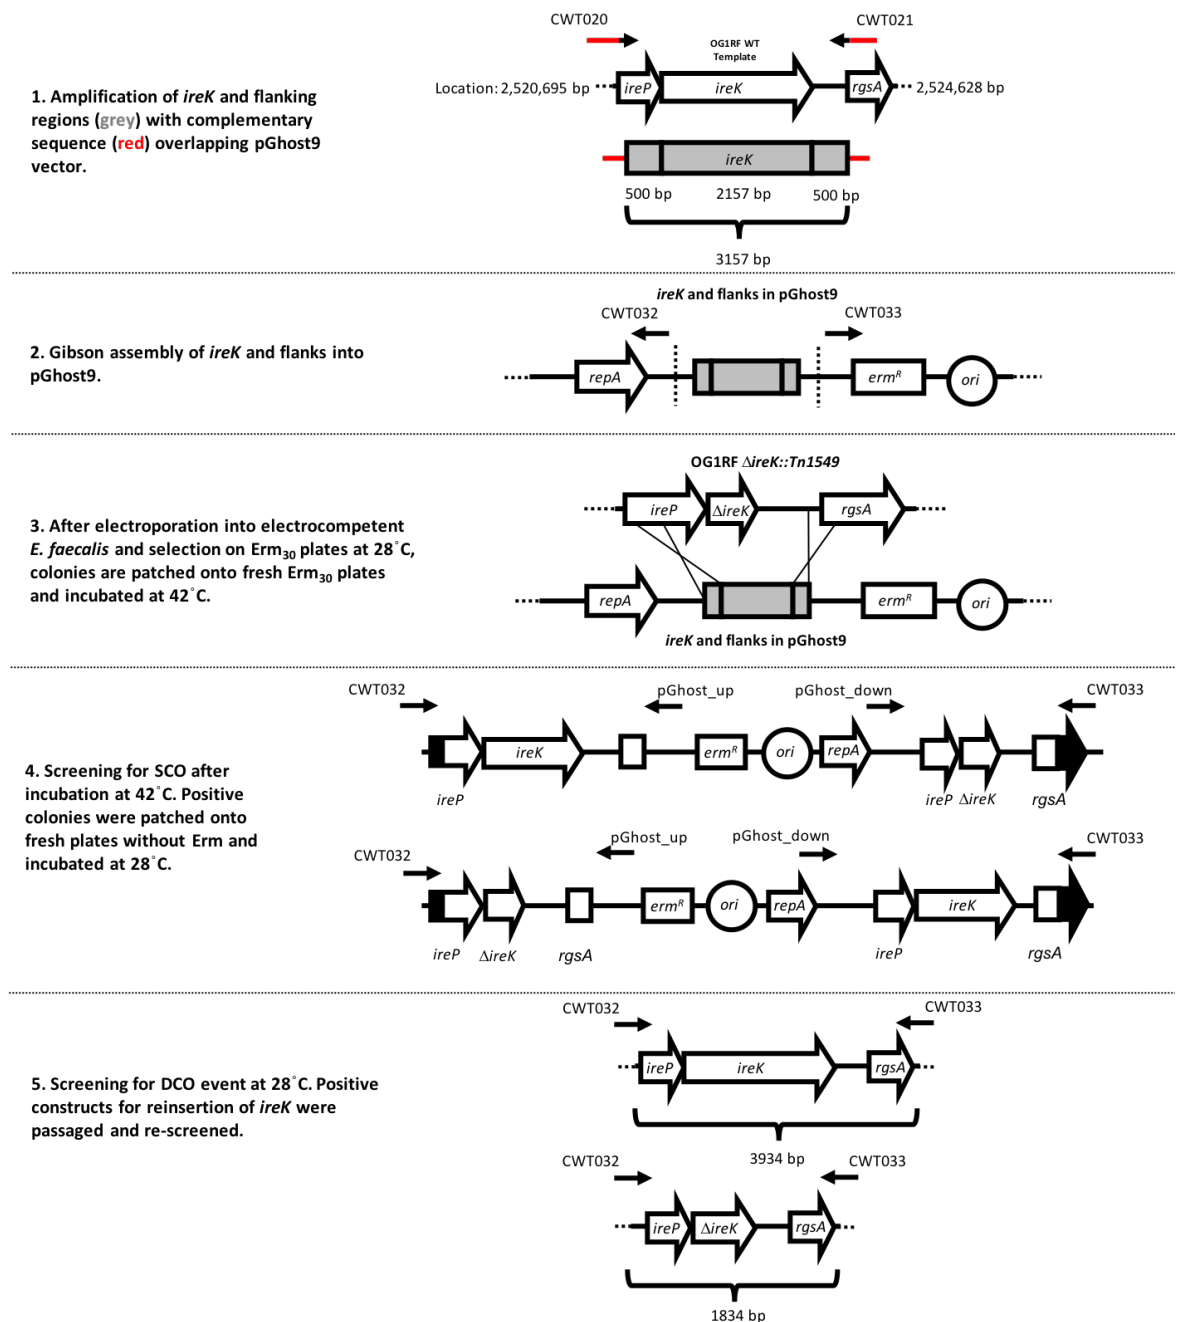 CWT020
CWT021
OG1RF WT
Template
Location: 2,520,695 bp
ireP
ireK
rgsA
2,524,628 bp
1. Amplification of ireK and flanking
regions (grey) with complementary
sequence (red) overlapping pGhost9
vector.
ireK
500 bp
2157 bp
500 bp
3157 bp
ireK and flanks in pGhost9
CWT032
CWT033
2. Gibson assembly of ireK and flanks into
pGhost9.
repA
ermR
ori
OG1RF ΔireK::Tn1549
ireP
ΔireK
rgsA
3. After electroporation into electrocompetent
E. faecalis and selection on Erm30 plates at 28°C,
colonies are patched onto fresh Erm30 plates
and incubated at 42°C.
repA
ermR
ori
ireK and flanks in pGhost9
CWT032
pGhost_up
pGhost_down
CWT033
ireK
ermR
ori
repA
ireP
ireP
ΔireK
rgsA
4. Screening for SCO after
incubation at 42°C. Positive
colonies were patched onto
fresh plates without Erm and
incubated at 28°C.
CWT032
pGhost_up
pGhost_down
CWT033
ermR
ori
repA
ireK
ireP
ΔireK
rgsA
ireP
rgsA
CWT032
CWT033
ireP
ireK
rgsA
5. Screening for DCO event at 28°C. Positive
constructs for reinsertion of ireK were
passaged and re-screened.
3934 bp
CWT032
CWT033
ireP
ΔireK
rgsA
1834 bp